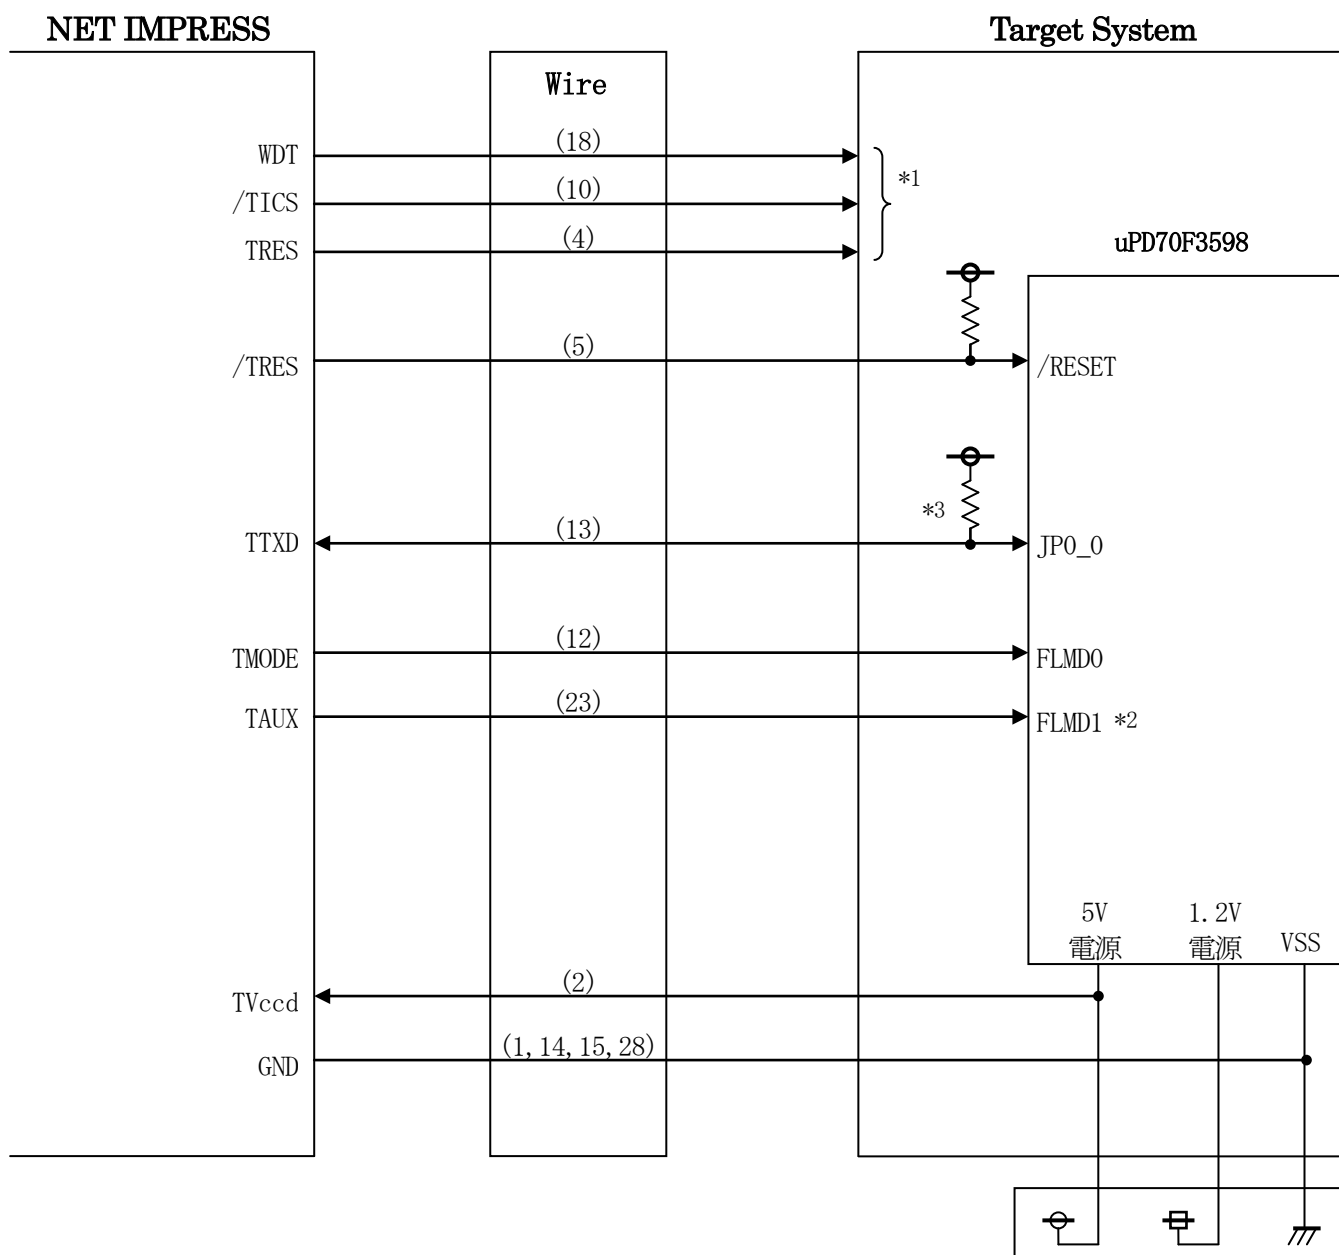 NET IMPRESS
Target System
Wire
WDT
(18)
*1
/TICS
(10)
TRES
(4)
uPD70F3598
/TRES
(5)
/RESET
*3
TTXD
(13)
JP0_0
TMODE
(12)
FLMD0
TAUX
(23)
FLMD1 *2
5V
電源
1.2V
電源
VSS
TVccd
(2)
GND
(1,14,15,28)